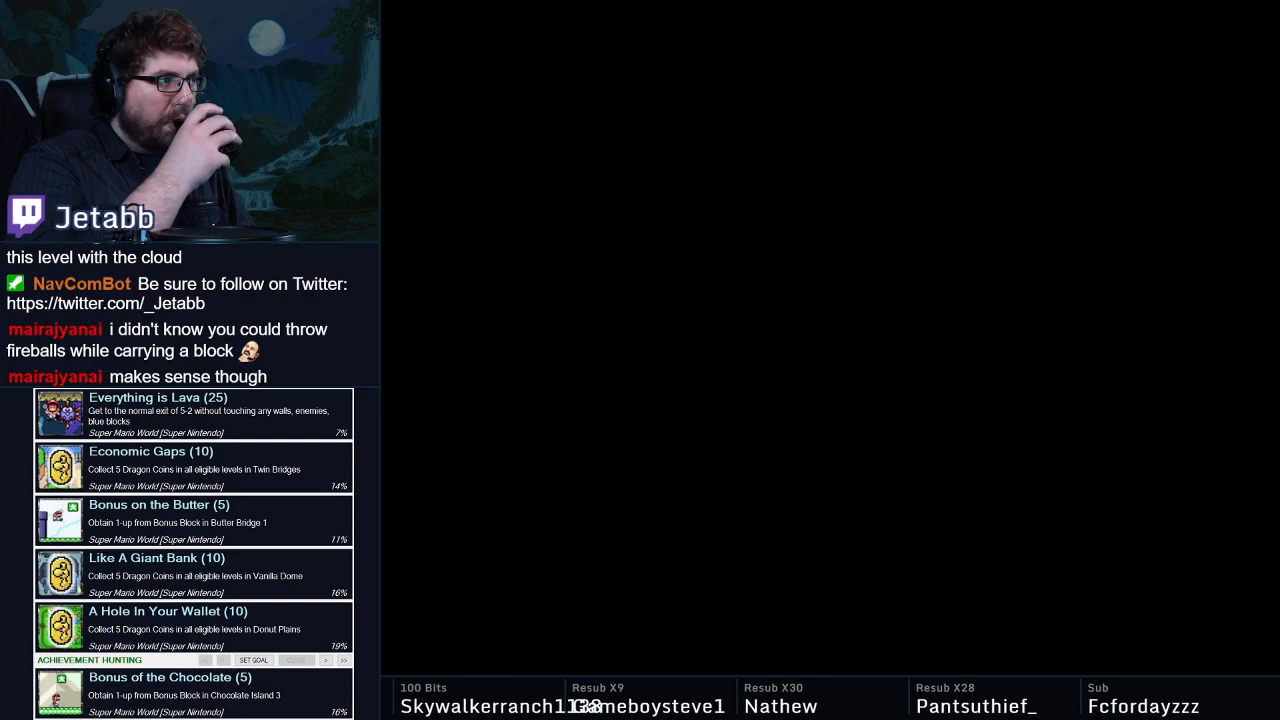 Jetabb
this level with the cloud
NavComBot Be sure to follow on Twitter:
https://twitter.com/_Jetabb
mairajyanai i didn't know you could throw
fireballs while carrying a block
mairajyanai makes sense though
Everything is Lava (25)
Get to the normal exit of 5-2 without touching any walls, enemies,
blue blocks
Super Mario World [Super Nintendo] 7%
Economic Gaps (10)
Collect 5 Dragon Coins in all eligible levels in Twin Bridges
Super Mario World [Super Nintendo] 14%
Bonus on the Butter (5)
Obtain 1-up from Bonus Block in Butter Bridge 1
Super Mario World [Super Nintendo] 11%
Like A Giant Bank (10)
Collect 5 Dragon Coins in all eligible levels in Vanilla Dome
Super Mario World [Super Nintendo] 16%
A Hole In Your Wallet (10)
Collect 5 Dragon Coins in all eligible levels in Donut Plains
Super Mario World [Super Nintendo] 19%
ACHIEVEMENT HUNTING SET GOAL CLOSE > >>
Bonus of the Chocolate (5)
Obtain 1-up from Bonus Block in Chocolate Island 3
Super Mario World [Super Nintendo] 16%
100 Bits Resub X9 Resub X30 Resub X28 Sub
Skywalkerranch1138 Gameboysteve1 Nathew Pantsuthief_ Fcfordayzzz